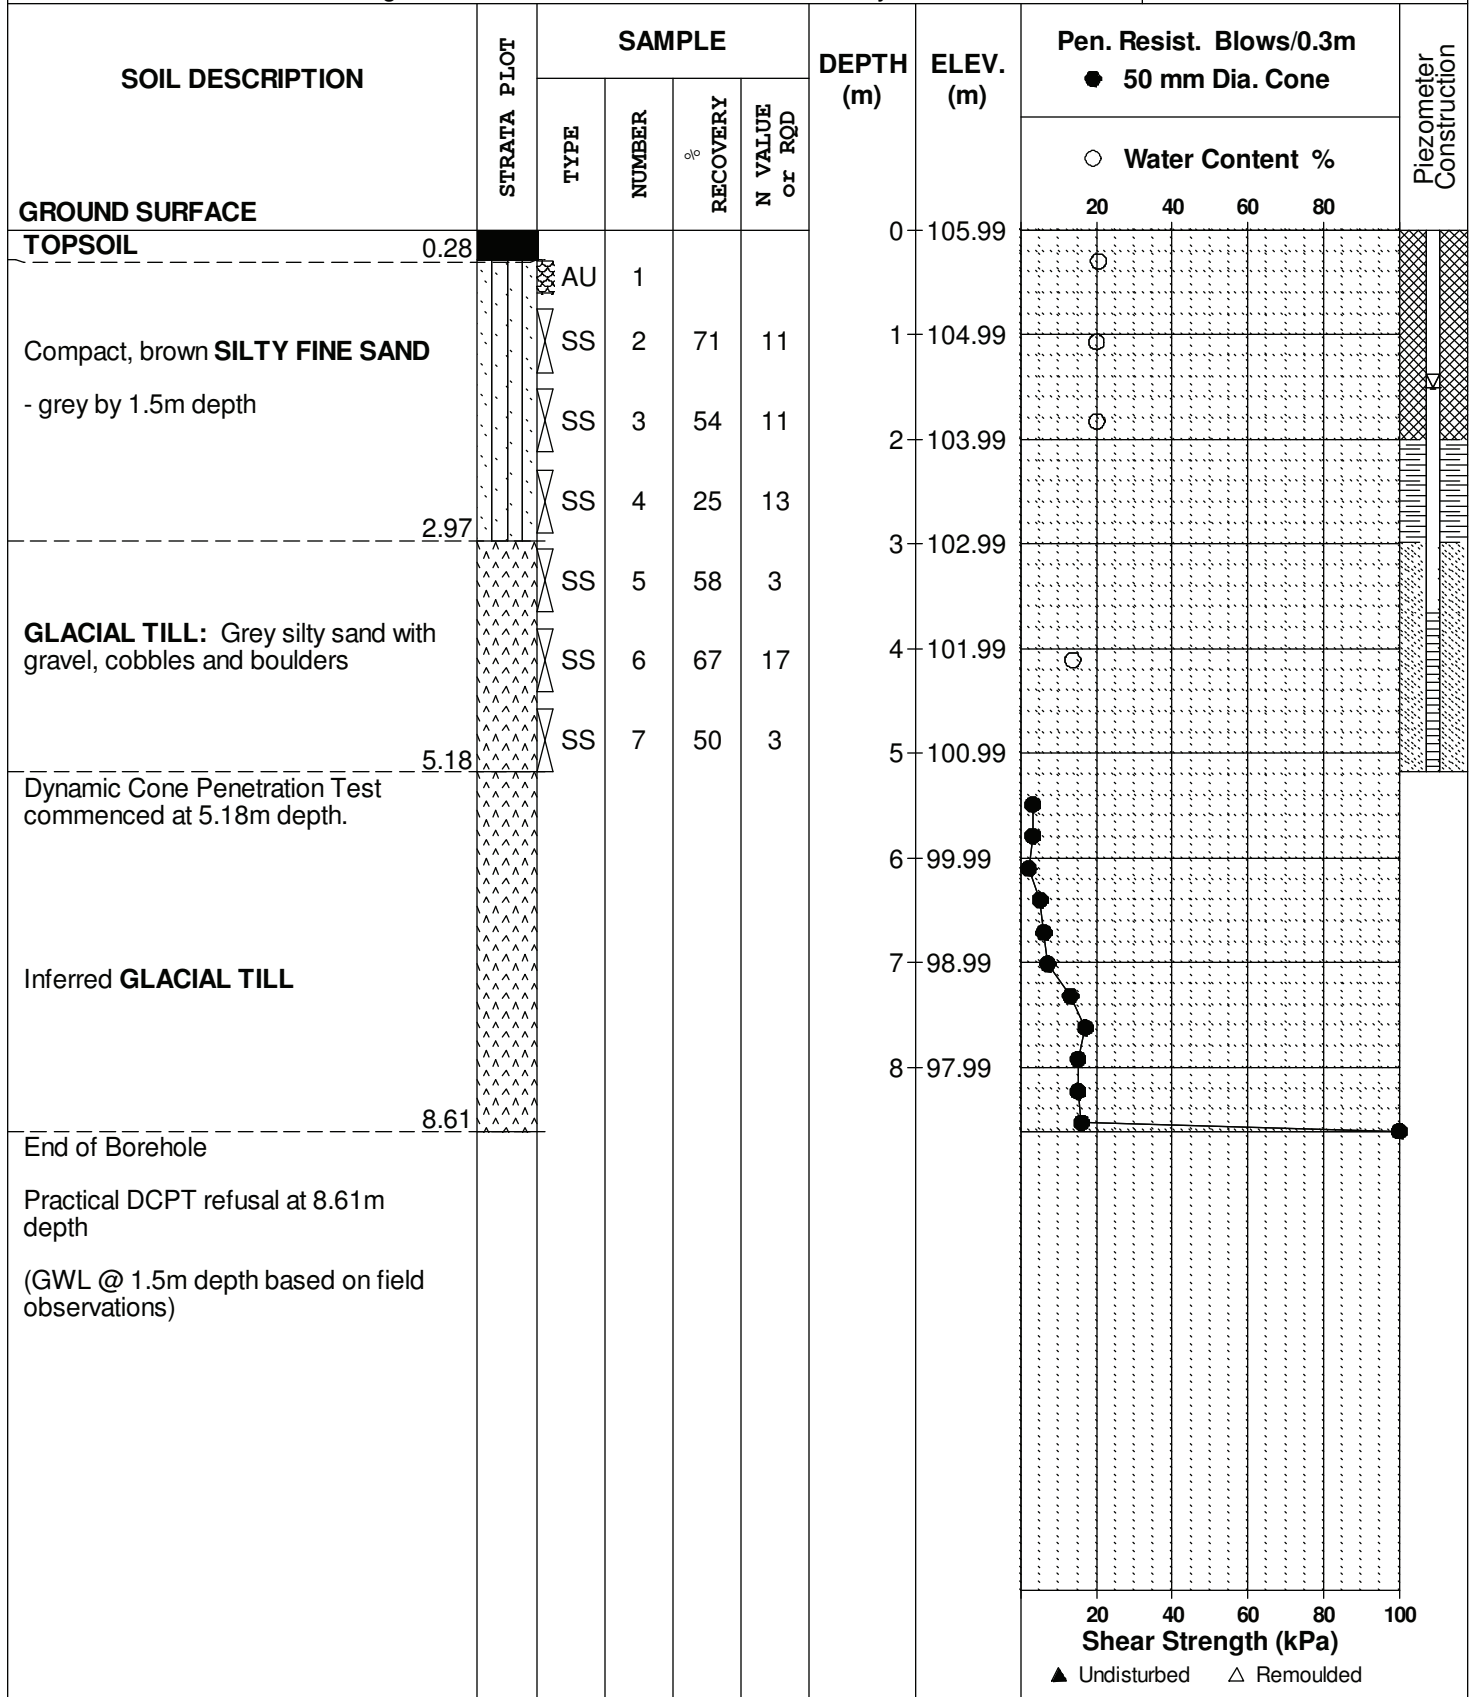 SOIL DESCRIPTION
GROUND SURFACE
STRATA PLOT
SAMPLE
TYPE
NUMBER
% RECOVERY
N VALUE or RQD
DEPTH (m)
ELEV. (m)
Pen. Resist. Blows/0.3m
● 50 mm Dia. Cone
○ Water Content %
20 40 60 80
Piezometer Construction
TOPSOIL 0.28
0 105.99
AU 1
Compact, brown SILTY FINE SAND
SS 2 71 11
1 104.99
- grey by 1.5m depth
SS 3 54 11
2 103.99
SS 4 25 13
2.97
3 102.99
SS 5 58 3
GLACIAL TILL: Grey silty sand with
gravel, cobbles and boulders
SS 6 67 17
4 101.99
SS 7 50 3
5 100.99
5.18
Dynamic Cone Penetration Test
commenced at 5.18m depth.
6 99.99
7 98.99
Inferred GLACIAL TILL
8 97.99
8.61
End of Borehole
Practical DCPT refusal at 8.61m
depth
(GWL @ 1.5m depth based on field
observations)
20 40 60 80 100
Shear Strength (kPa)
▲ Undisturbed △ Remoulded